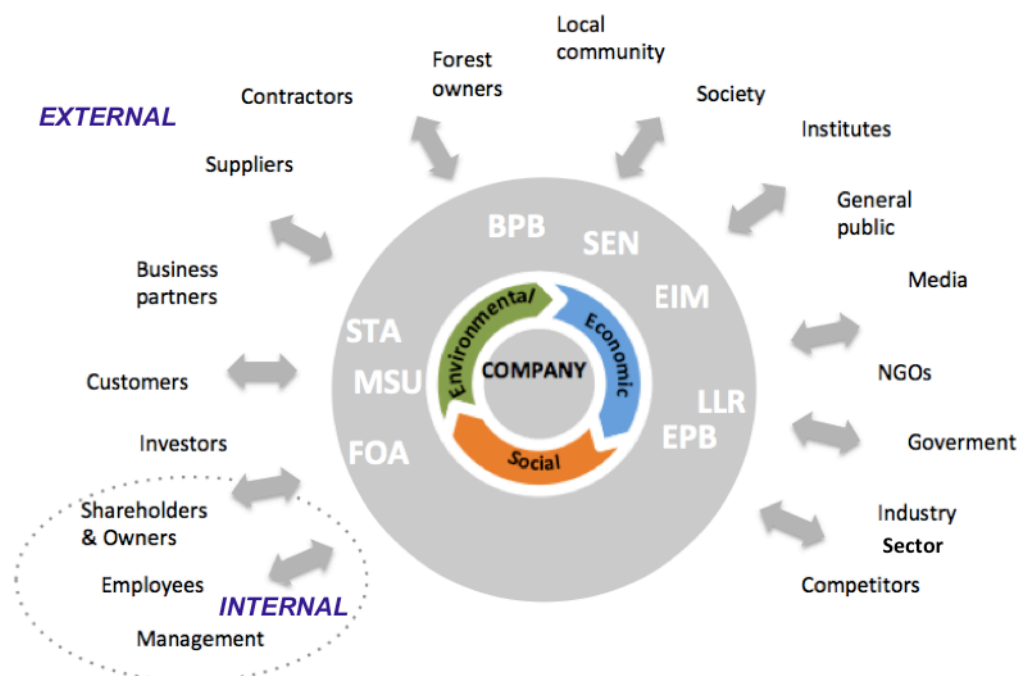 Local
community
Forest
owners
Contractors
Society
EXTERNAL
Institutes
Suppliers
General
public
BPB
SEN
Business
partners
Media
EIM
STA
Environmental
Economic
COMPANY
MSU
Customers
NGOs
LLR
EPB
Investors
Goverment
FOA
Social
Shareholders
& Owners
Industry
Sector
Employees
INTERNAL
Competitors
Management